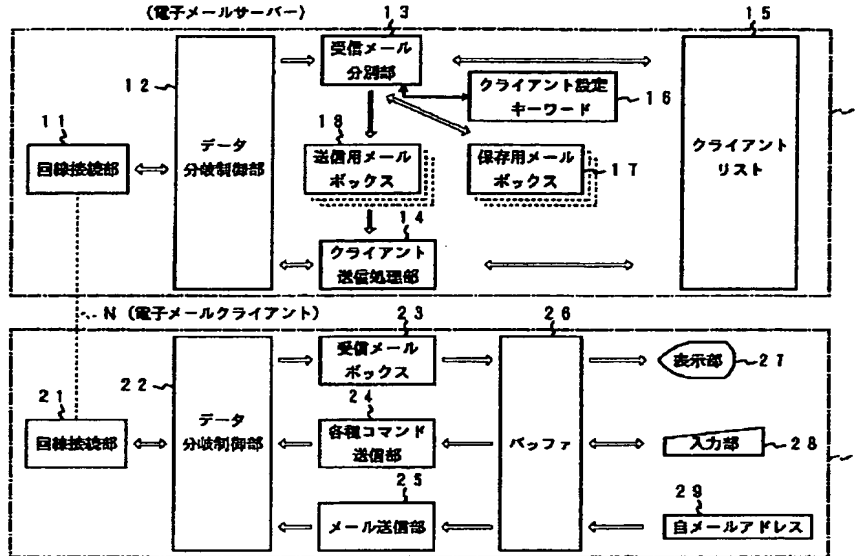 (電子メールサーバー)
13
15
受信メール
分別部
12
クライアント設定
キーワード
16
11
18
データ
分岐制御部
送信用メール
ボックス
保存用メール
ボックス
17
クライアント
リスト
回線接続部
14
クライアント
送信処理部
N (電子メールクライアント)
23
26
受信メール
ボックス
表示部
27
22
21
24
データ
分岐制御部
各種コマンド
送信部
バッファ
入力部
28
回線接続部
25
29
メール送信部
自メールアドレス